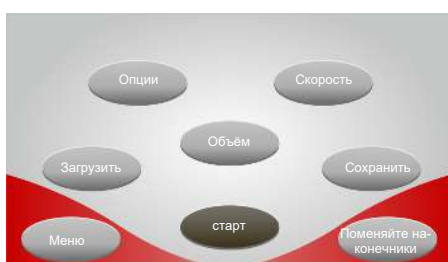 Опции
Скорость
Объём
Загрузить
Сохранить
Меню
старт
Поменяйте на-
конечники